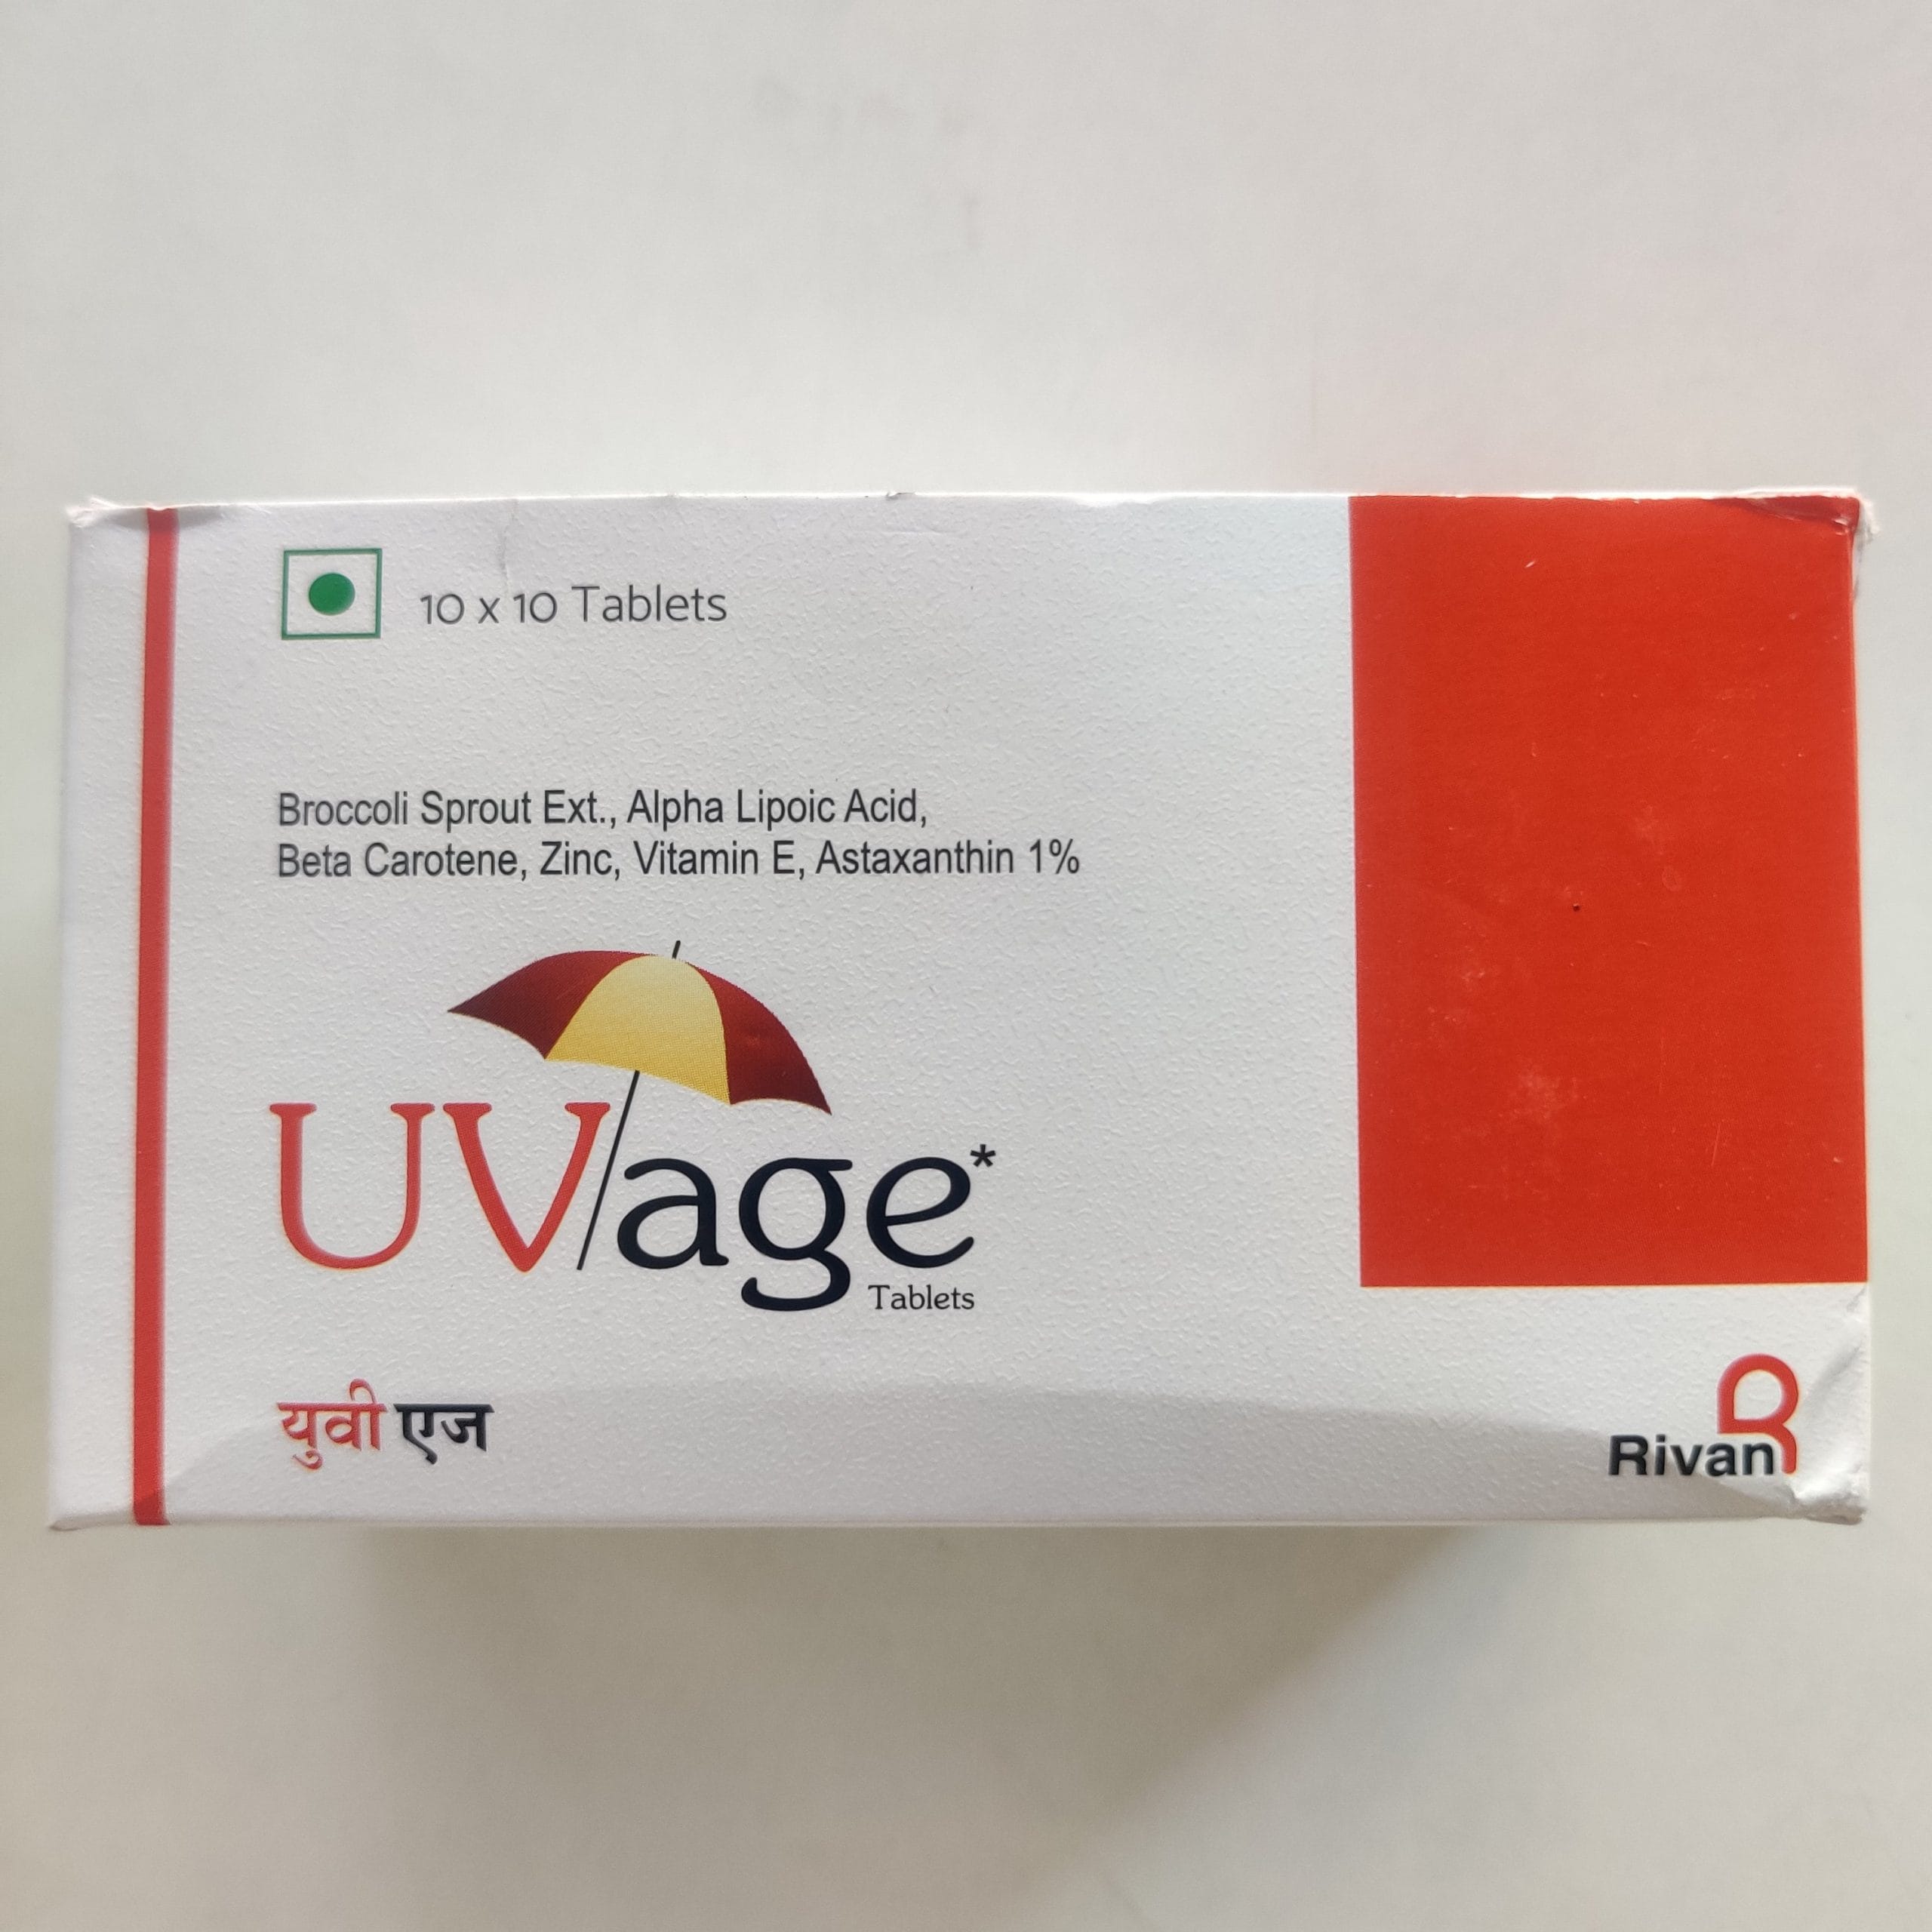 10 x 10 Tablets
Broccoli Sprout Ext., Alpha Lipoic Acid,
Beta Carotene, Zinc, Vitamin E, Astaxanthin 1%
UVage*
Tablets
युवी एज
Rivan